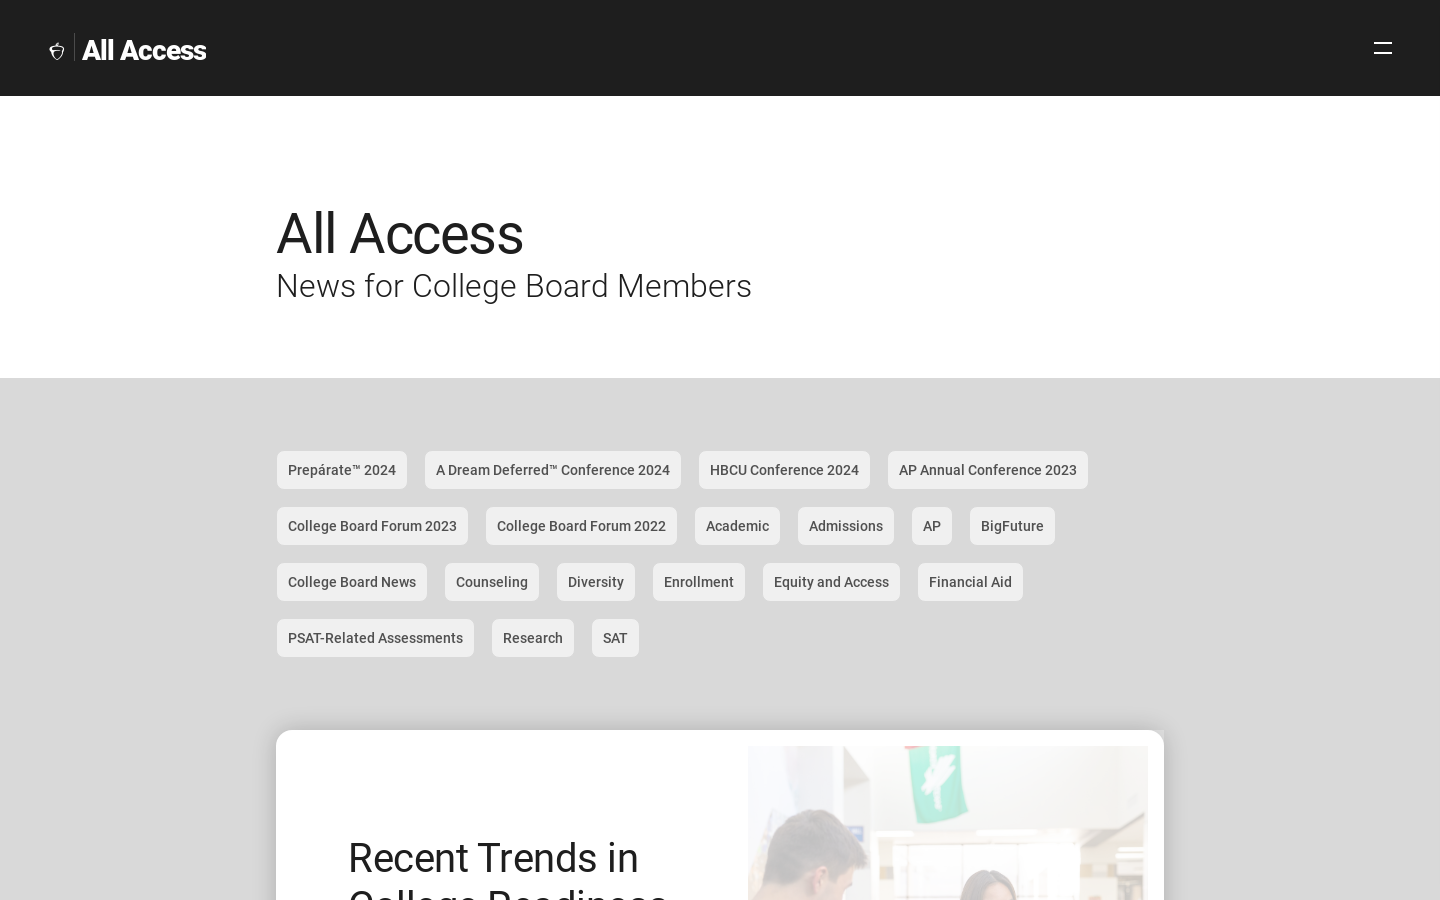 All Access
All Access
News for College Board Members
Prepárate™ 2024
A Dream Deferred™ Conference 2024
HBCU Conference 2024
AP Annual Conference 2023
College Board Forum 2023
College Board Forum 2022
Academic
Admissions
AP
BigFuture
College Board News
Counseling
Diversity
Enrollment
Equity and Access
Financial Aid
PSAT-Related Assessments
Research
SAT
Recent Trends in
College Readiness